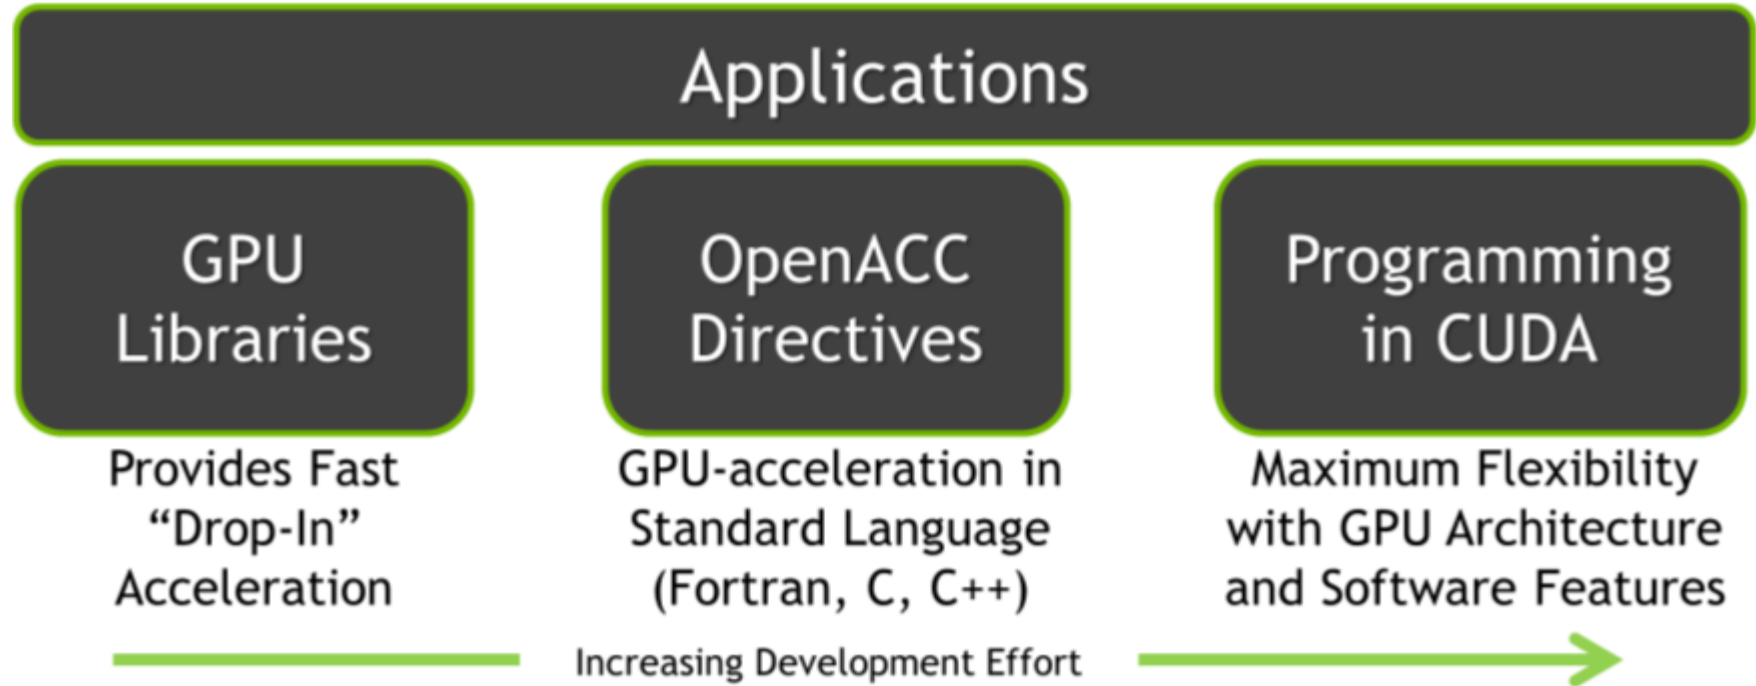 Applications
GPU
Libraries
OpenACC
Directives
Programming
in CUDA
Provides Fast
“Drop-In”
Acceleration
GPU-acceleration in
Standard Language
(Fortran, C, C++)
Maximum Flexibility
with GPU Architecture
and Software Features
Increasing Development Effort